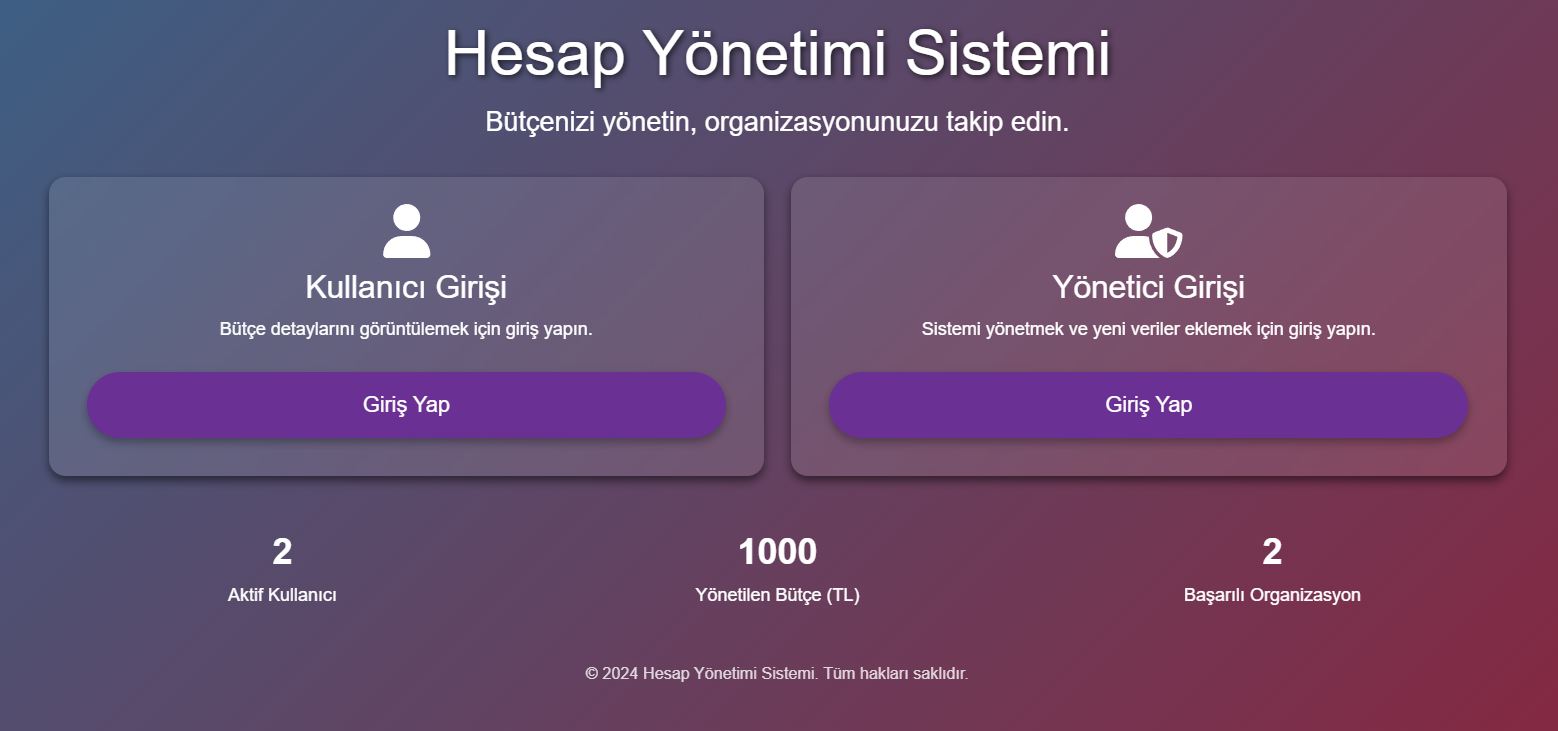 Hesap Yönetimi Sistemi
Bütçenizi yönetin, organizasyonunuzu takip edin.
Kullanıcı Girişi
Bütçe detaylarını görüntülemek için giriş yapın.
Giriş Yap
Yönetici Girişi
Sistemi yönetmek ve yeni veriler eklemek için giriş yapın.
Giriş Yap
2
Aktif Kullanıcı
1000
Yönetilen Bütçe (TL)
2
Başarılı Organizasyon
© 2024 Hesap Yönetimi Sistemi. Tüm hakları saklıdır.